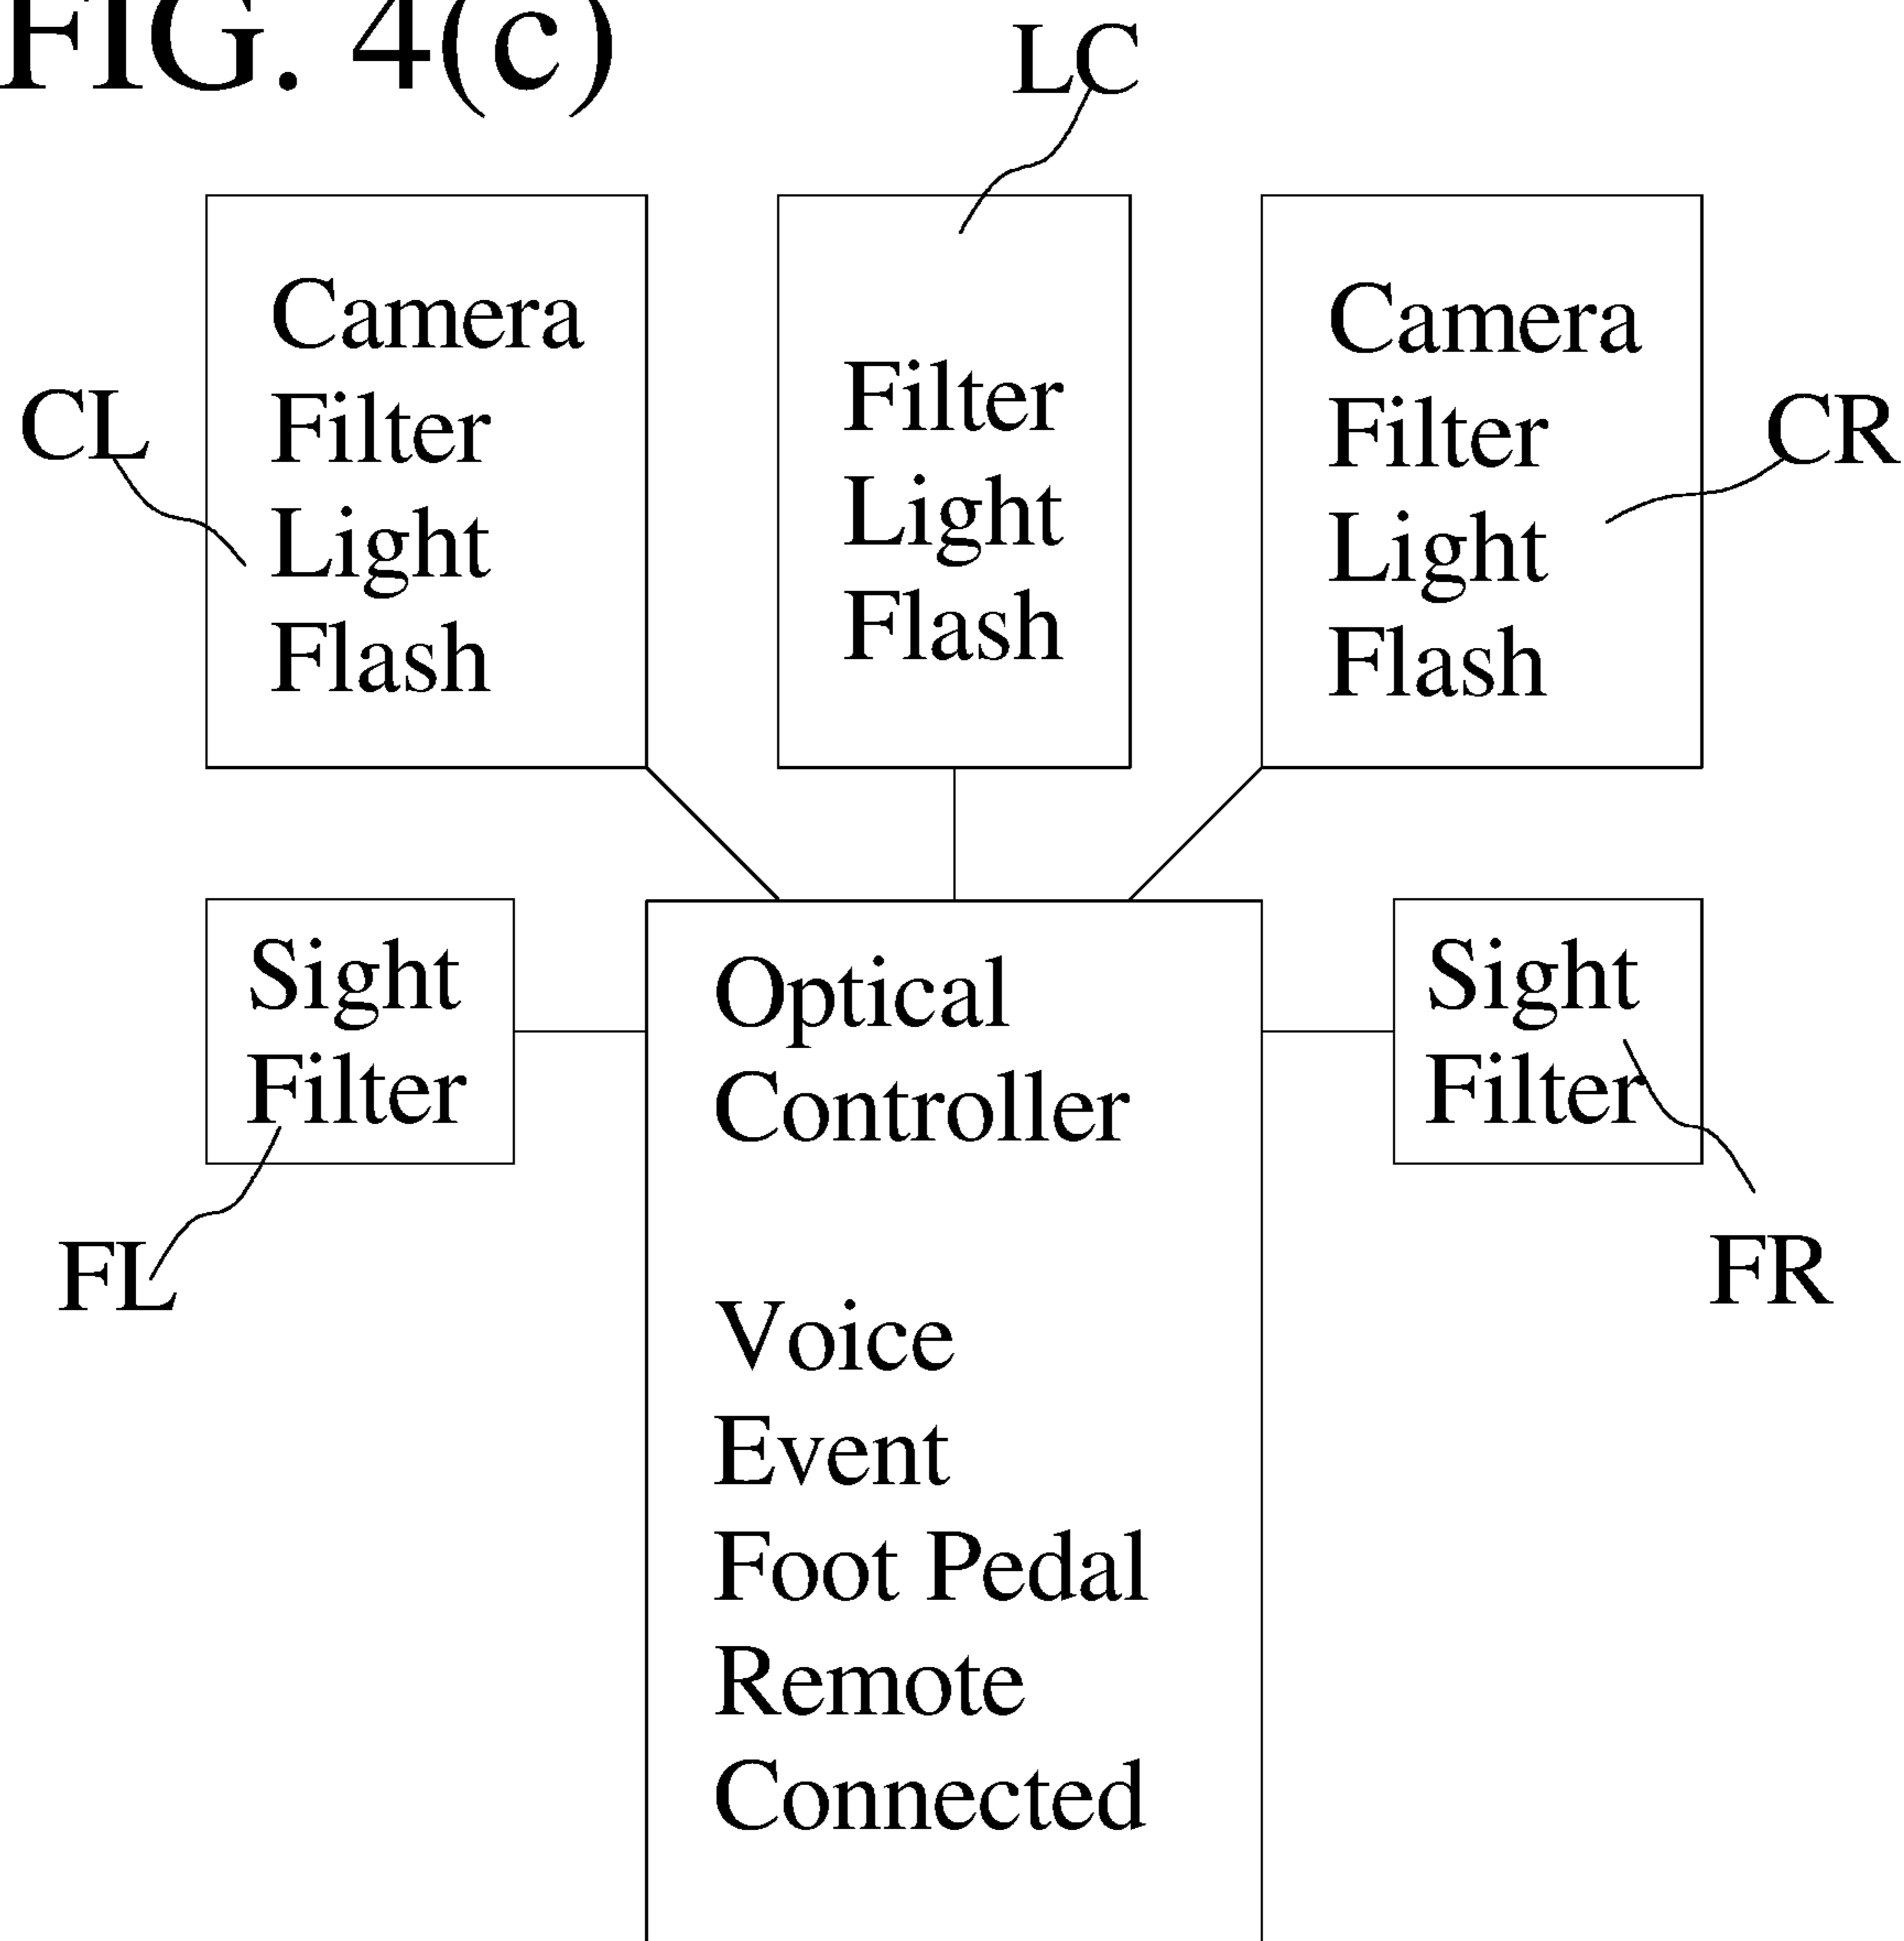 FIG. 4(c)
LC
CL
Camera
Filter
Light
Flash
Filter
Light
Flash
Camera
Filter
Light
Flash
CR
Sight
Filter
FL
Optical
Controller
Voice
Event
Foot Pedal
Remote
Connected
Sight
Filter
FR